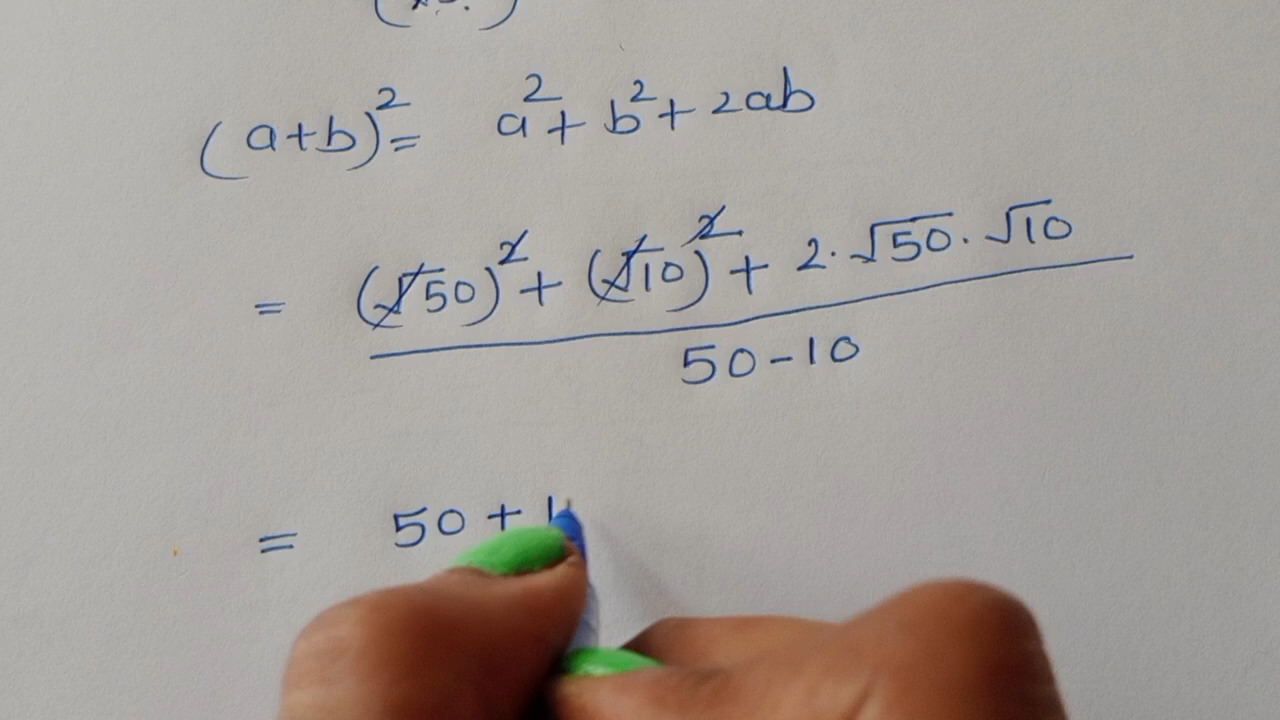 (a+b)² = a² + b² + 2ab
= (√50)² + (√10)² + 2·√50·√10
50-10
= 50 + 1